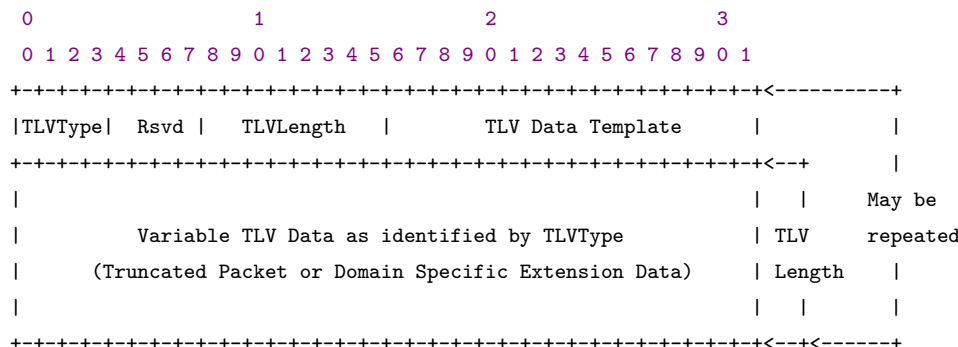 0                   1                   2                   3
 0 1 2 3 4 5 6 7 8 9 0 1 2 3 4 5 6 7 8 9 0 1 2 3 4 5 6 7 8 9 0 1
+-+-+-+-+-+-+-+-+-+-+-+-+-+-+-+-+-+-+-+-+-+-+-+-+-+-+-+-+-+-+-+-+<----------+
|TLVType|  Rsvd |   TLVLength   |        TLV Data Template      |           |
+-+-+-+-+-+-+-+-+-+-+-+-+-+-+-+-+-+-+-+-+-+-+-+-+-+-+-+-+-+-+-+-+<--+       |
|                                                               |   |     May be
|          Variable TLV Data as identified by TLVType           | TLV     repeated
|      (Truncated Packet or Domain Specific Extension Data)     | Length    |
|                                                               |   |       |
+-+-+-+-+-+-+-+-+-+-+-+-+-+-+-+-+-+-+-+-+-+-+-+-+-+-+-+-+-+-+-+-+<--+<------+